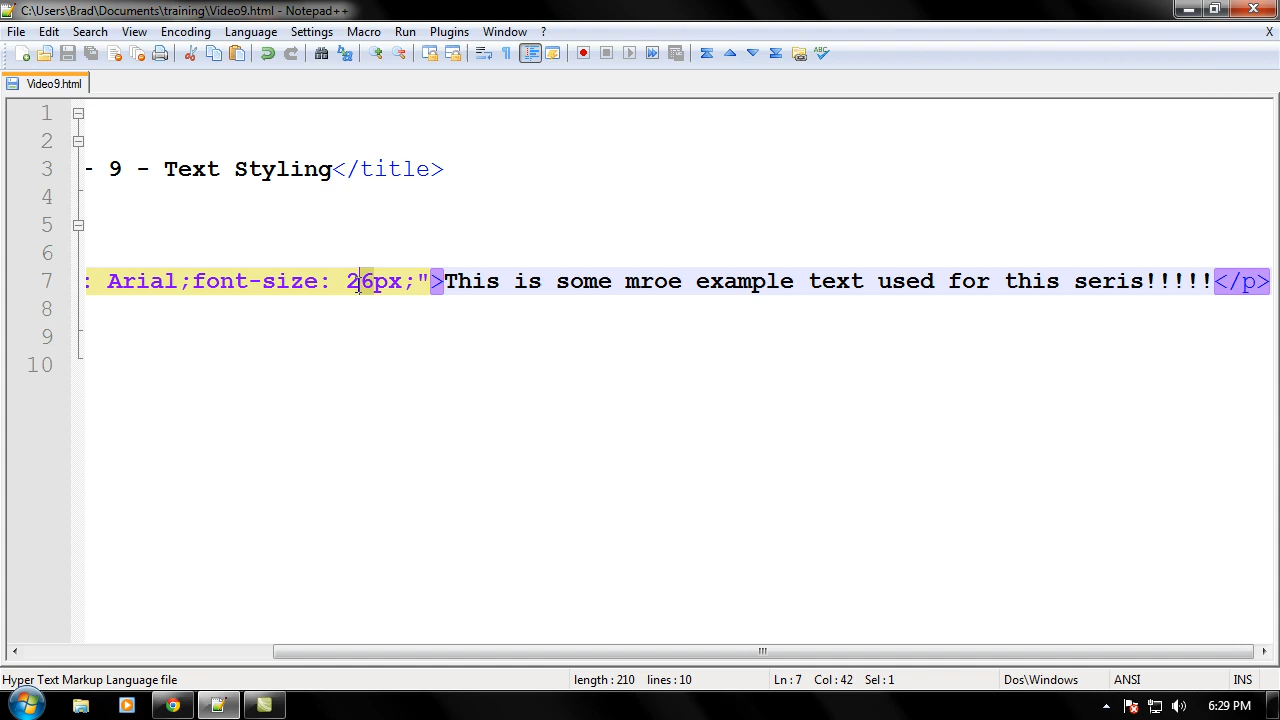 C:\Users\Brad\Documents\training\Video9.html - Notepad++
File Edit Search View Encoding Language Settings Macro Run Plugins Window ? X
Video9.html
1
2
3 - 9 - Text Styling</title>
4
5
6
7 : Arial;font-size: 26px;">This is some mroe example text used for this seris!!!!!</p>
8
9
10
Hyper Text Markup Language file length : 210 lines : 10 Ln : 7 Col : 42 Sel : 1 Dos\Windows ANSI INS
6:29 PM